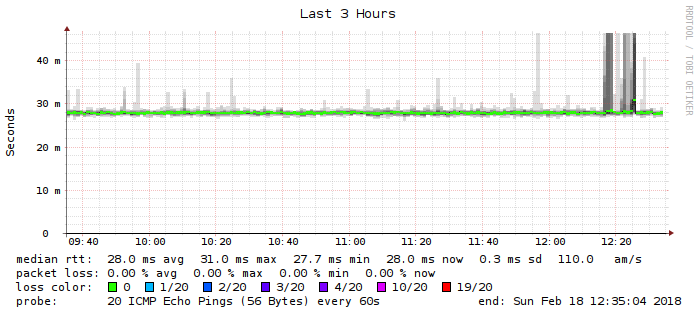 Last 3 Hours
RRDTOOL / TOBI OETIKER
Seconds
40 m
30 m
20 m
10 m
0
09:40 10:00 10:20 10:40 11:00 11:20 11:40 12:00 12:20
median rtt: 28.0 ms avg 31.0 ms max 27.7 ms min 28.0 ms now 0.3 ms sd 110.0 am/s
packet loss: 0.00 % avg 0.00 % max 0.00 % min 0.00 % now
loss color: 0 1/20 2/20 3/20 4/20 10/20 19/20
probe: 20 ICMP Echo Pings (56 Bytes) every 60s end: Sun Feb 18 12:35:04 2018